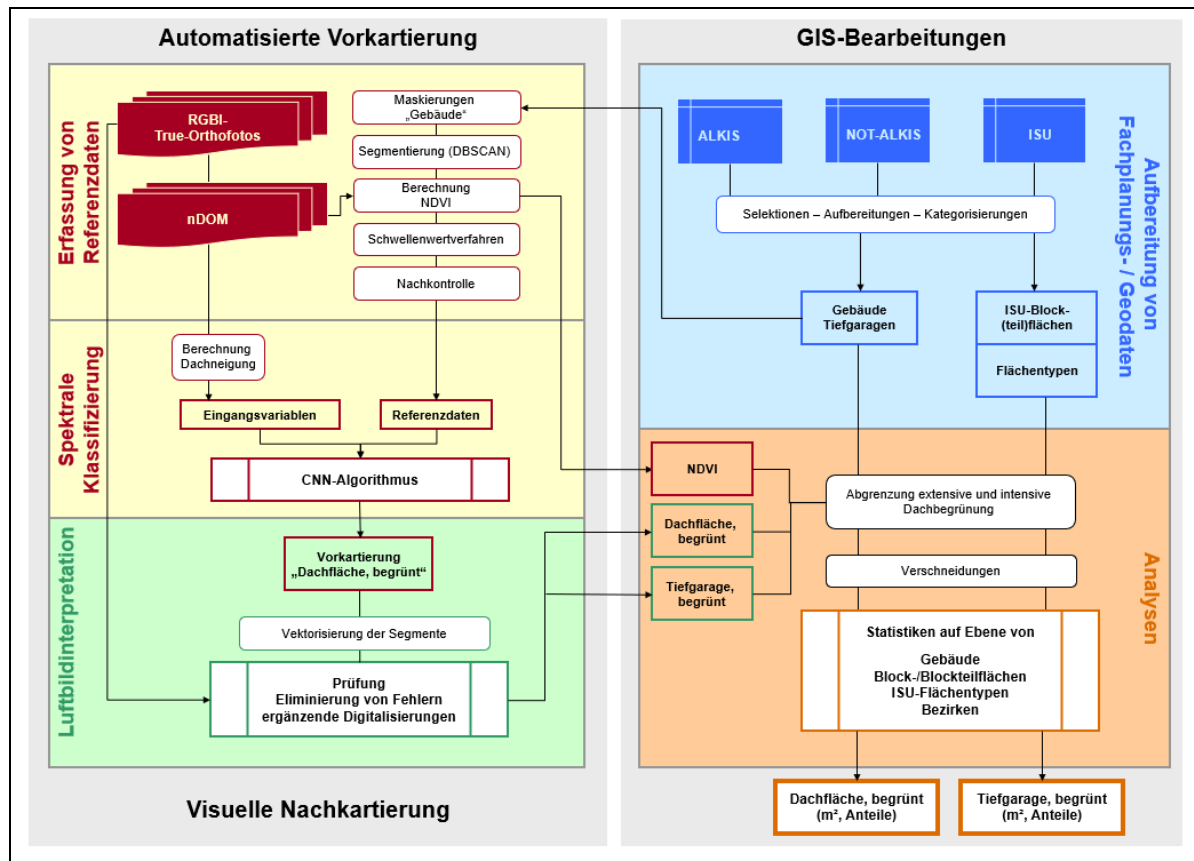 Automatisierte Vorkartierung
Erfassung von
Referenzdaten
RGBI-
True-Orthofotos
nDOM
Maskierungen
„Gebäude“
Segmentierung (DBSCAN)
Berechnung
NDVI
Schwellenwertverfahren
Nachkontrolle
Spektrale
Klassifizierung
Berechnung
Dachneigung
Eingangsvariablen
Referenzdaten
CNN-Algorithmus
Luftbildinterpretation
Vorkartierung
„Dachfläche, begrünt“
Vektorisierung der Segmente
Prüfung
Eliminierung von Fehlern
ergänzende Digitalisierungen
Visuelle Nachkartierung
GIS-Bearbeitungen
Aufbereitung von
Fachplanungs- / Geodaten
ALKIS
NOT-ALKIS
ISU
Selektionen – Aufbereitungen – Kategorisierungen
Gebäude
Tiefgaragen
ISU-Block-
(teil)flächen
Flächentypen
Analysen
NDVI
Dachfläche,
begrünt
Tiefgarage,
begrünt
Abgrenzung extensive und intensive
Dachbegrünung
Verschneidungen
Statistiken auf Ebene von
Gebäude
Block-/Blockteilflächen
ISU-Flächentypen
Bezirken
Dachfläche, begrünt
(m², Anteile)
Tiefgarage, begrünt
(m², Anteile)